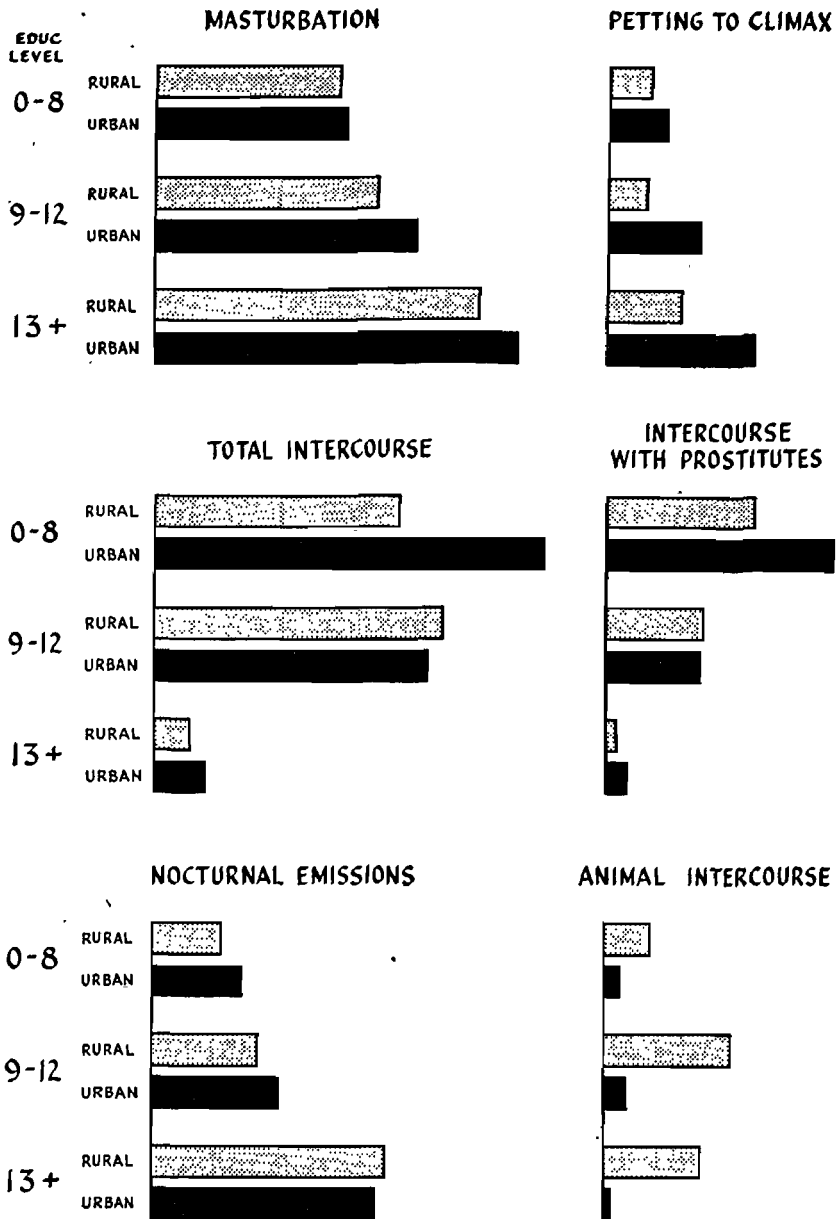 MASTURBATION
PETTING TO CLIMAX
EDUC
LEVEL
0-8
RURAL
URBAN
9-12
RURAL
URBAN
13+
RURAL
URBAN
TOTAL INTERCOURSE
INTERCOURSE
WITH PROSTITUTES
0-8
RURAL
URBAN
9-12
RURAL
URBAN
13+
RURAL
URBAN
NOCTURNAL EMISSIONS
ANIMAL INTERCOURSE
0-8
RURAL
URBAN
9-12
RURAL
URBAN
13+
RURAL
URBAN